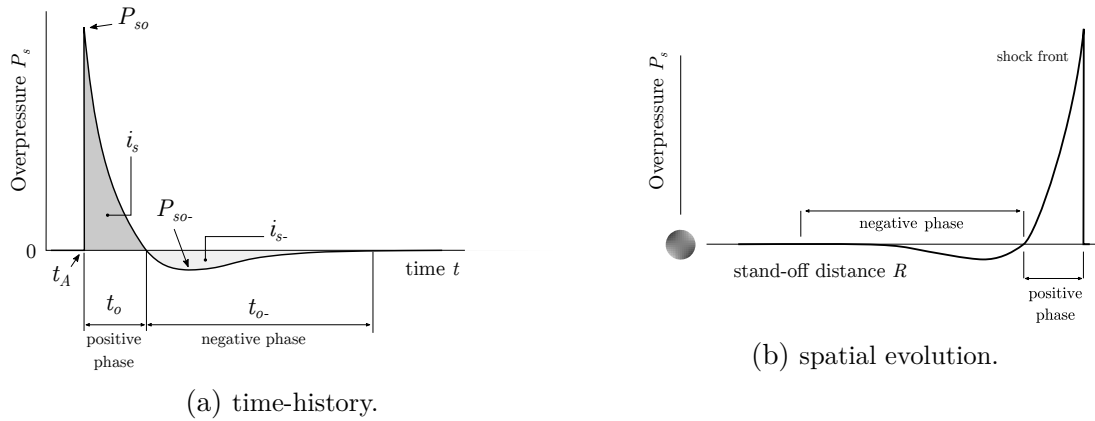 P_so
Overpressure P_s
i_s
P_so-
i_s-
0
t_A
time t
t_o
t_o-
positive
phase
negative phase
(a) time-history.
shock front
Overpressure P_s
negative phase
stand-off distance R
positive
phase
(b) spatial evolution.